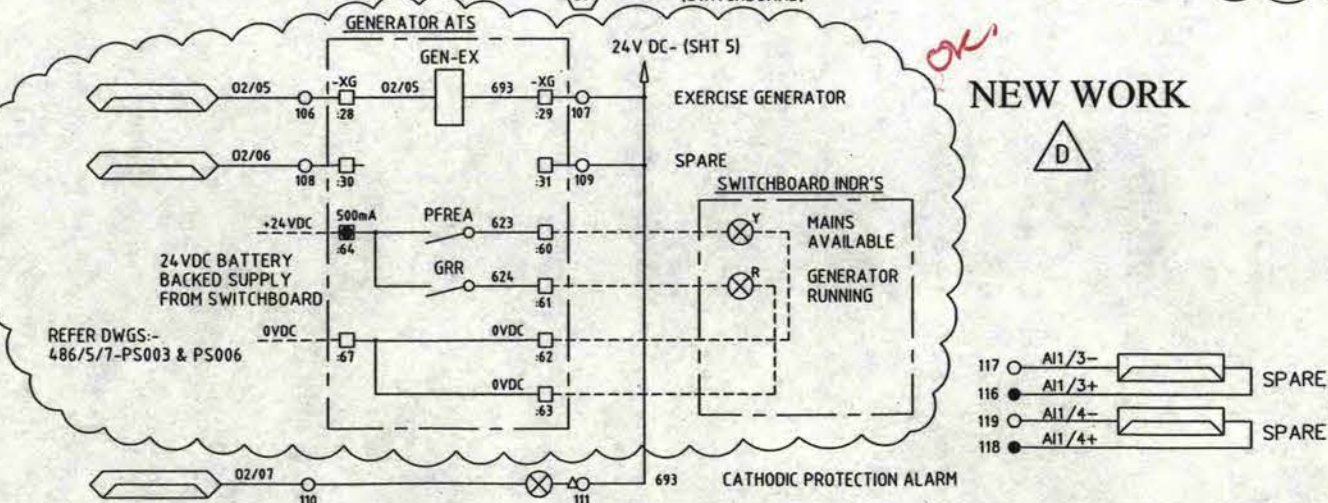 GENERATOR ATS
24V DC- (SHT 5)
OK
NEW WORK
D
GEN-EX
02/05
-XG
02/05
693
-XG
EXERCISE GENERATOR
106
:28
:29
107
02/06
SPARE
108
:30
:31
109
SWITCHBOARD INDR'S
+24VDC
500mA
PFREA
623
Y
MAINS
AVAILABLE
:64
:60
24VDC BATTERY
BACKED SUPPLY
FROM SWITCHBOARD
GRR
624
R
GENERATOR
RUNNING
:61
REFER DWGS:-
486/5/7-PS003 & PS006
0VDC
0VDC
:67
:62
0VDC
:63
117
AI1/3-
SPARE
116
AI1/3+
119
AI1/4-
SPARE
118
AI1/4+
02/07
693
CATHODIC PROTECTION ALARM
110
111